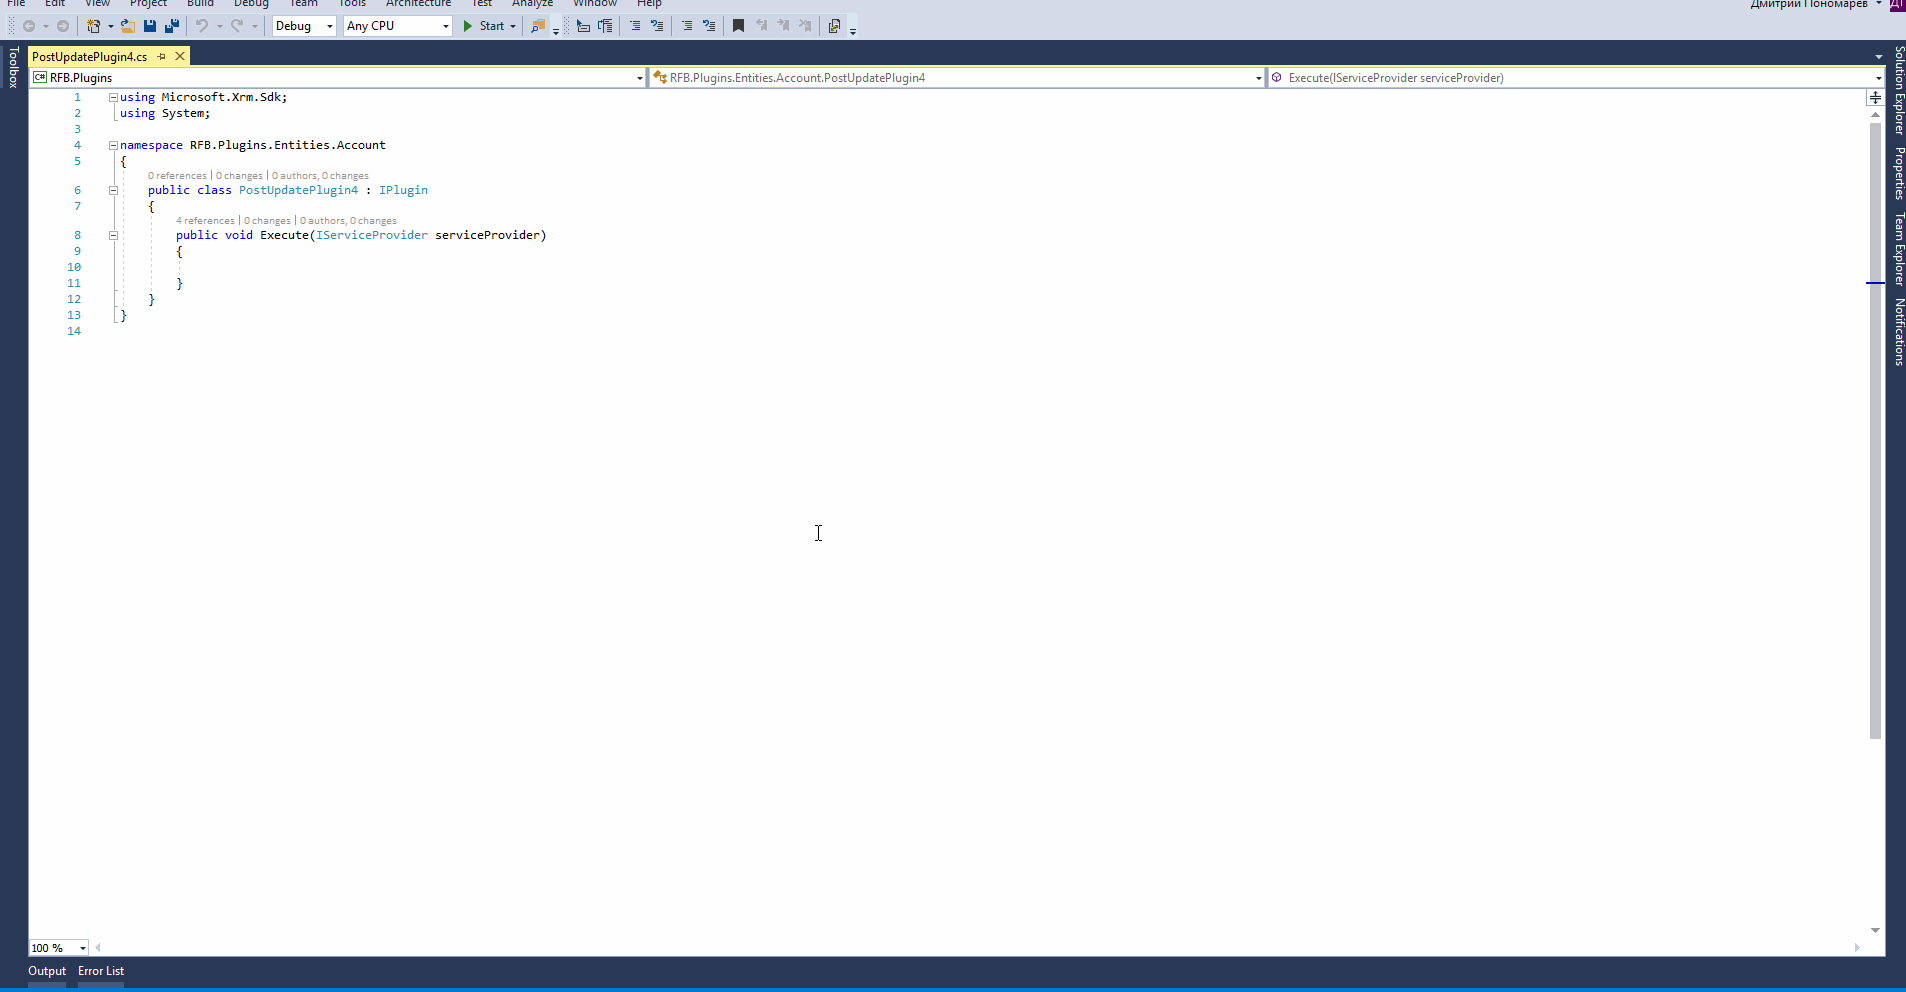 File Edit View Project Build Debug Team Tools Architecture Test Analyze Window Help
Дмитрий Пономарев ДП
Debug Any CPU Start
Toolbox
PostUpdatePlugin4.cs
C# RFB.Plugins RFB.Plugins.Entities.Account.PostUpdatePlugin4 Execute(IServiceProvider serviceProvider)
1 using Microsoft.Xrm.Sdk;
2 using System;
3
4 namespace RFB.Plugins.Entities.Account
5 {
0 references | 0 changes | 0 authors, 0 changes
6 public class PostUpdatePlugin4 : IPlugin
7 {
4 references | 0 changes | 0 authors, 0 changes
8 public void Execute(IServiceProvider serviceProvider)
9 {
10
11 }
12 }
13 }
14
Solution Explorer
Properties
Team Explorer
Notifications
100 %
Output Error List